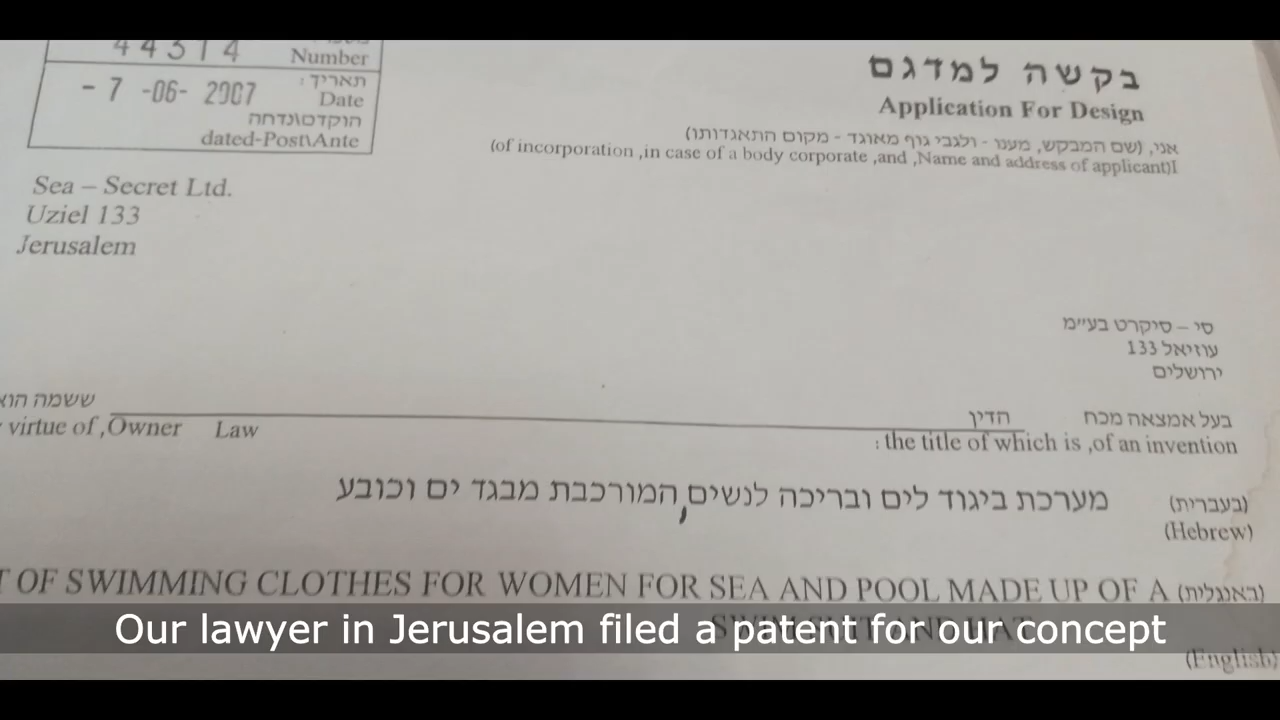 44314
Number
תאריך :
- 7 -06- 2007
Date
הוקדם\נדחה
dated-Post\Ante
בקשה למדגם
Application For Design
אני, (שם המבקש, מענו - ולגבי גוף מאוגד - מקום התאגדותו)
(of incorporation ,in case of a body corporate ,and ,Name and address of applicant)I
Sea – Secret Ltd.
Uziel 133
Jerusalem
סי – סיקרט בע״מ
עוזיאל 133
ירושלים
בעל אמצאה מכח הדין ששמה הוא
virtue of ,Owner Law
: the title of which is ,of an invention
(בעברית) מערכת ביגוד לים ובריכה לנשים, המורכבת מבגד ים וכובע
(Hebrew)
T OF SWIMMING CLOTHES FOR WOMEN FOR SEA AND POOL MADE UP OF A (באנגלית)
SWIM SUIT AND HAT
(English)
Our lawyer in Jerusalem filed a patent for our concept